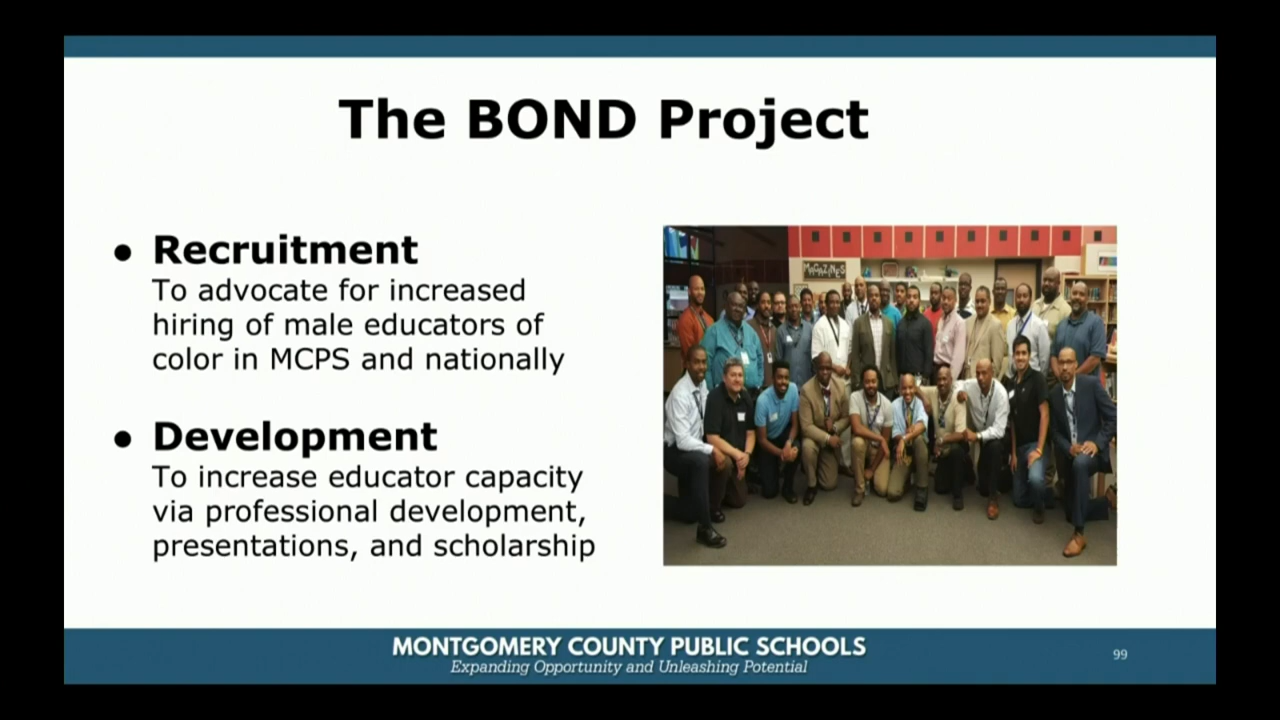 The BOND Project
● Recruitment
To advocate for increased
hiring of male educators of
color in MCPS and nationally
● Development
To increase educator capacity
via professional development,
presentations, and scholarship
MAGAZINES
MONTGOMERY COUNTY PUBLIC SCHOOLS
Expanding Opportunity and Unleashing Potential
99